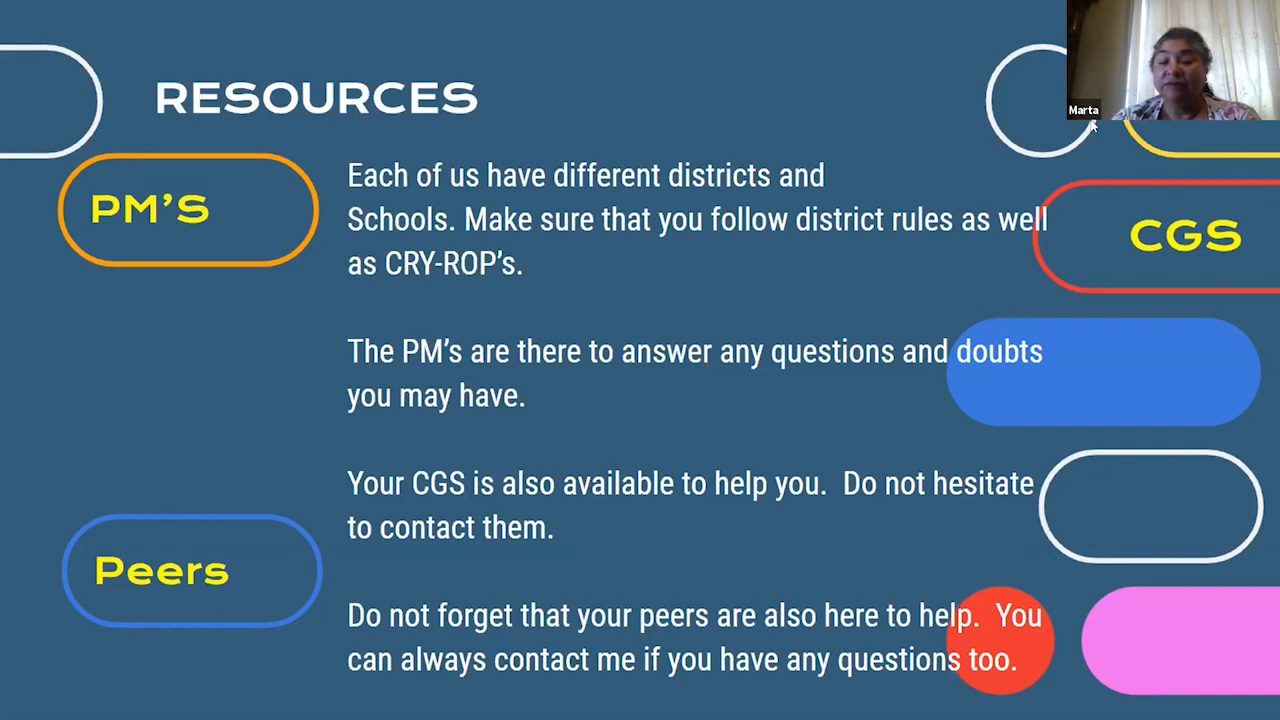 RESOURCES
Marta
PM’S
Each of us have different districts and
Schools. Make sure that you follow district rules as well
as CRY-ROP’s.
CGS
The PM’s are there to answer any questions and doubts
you may have.
Your CGS is also available to help you.  Do not hesitate
to contact them.
Peers
Do not forget that your peers are also here to help.  You
can always contact me if you have any questions too.